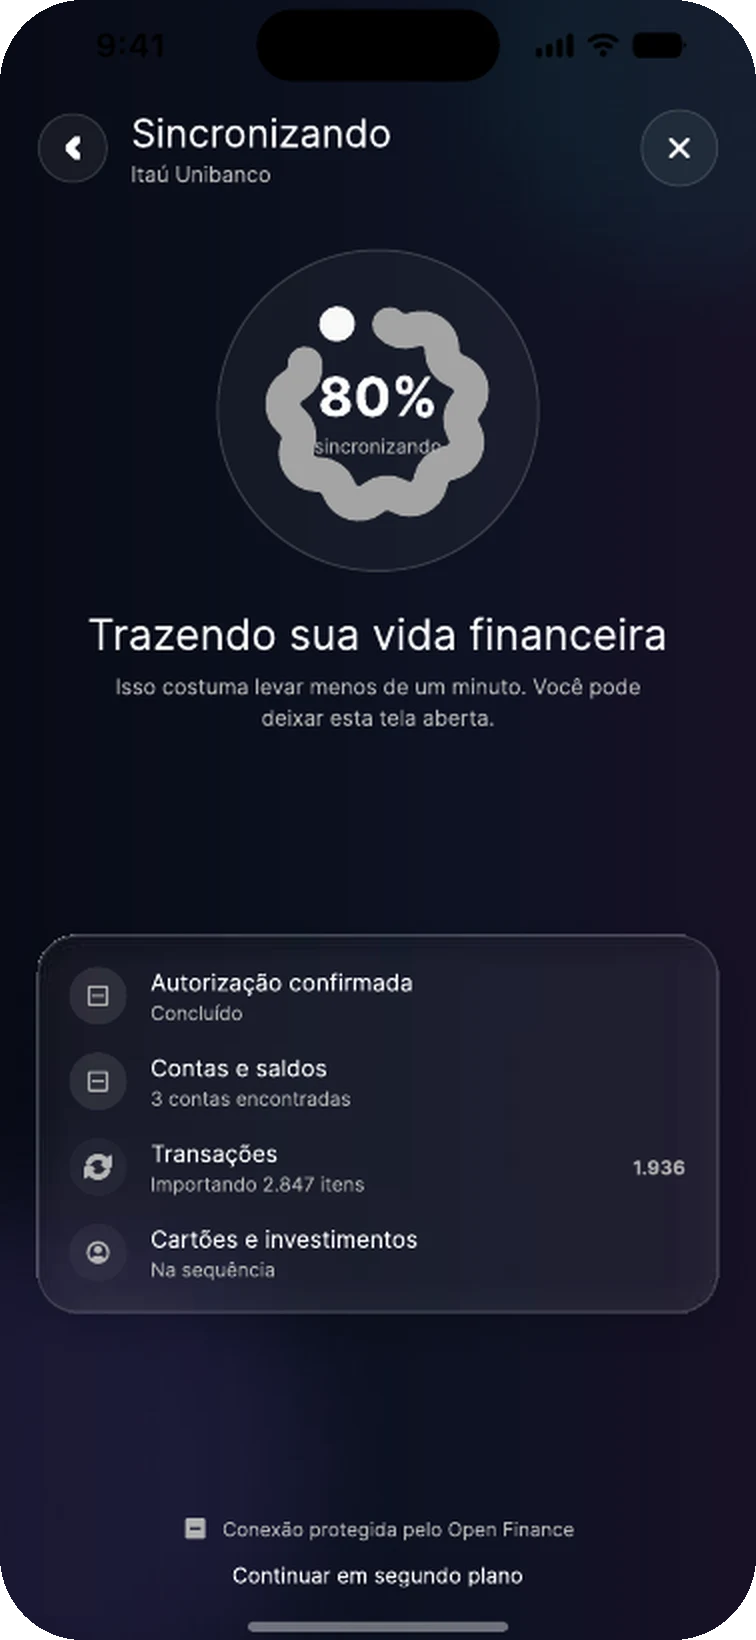 9:41
Sincronizando
Itaú Unibanco
80%
sincronizando
Trazendo sua vida financeira
Isso costuma levar menos de um minuto. Você pode
deixar esta tela aberta.
Autorização confirmada
Concluído
Contas e saldos
3 contas encontradas
Transações
Importando 2.847 itens
1.936
Cartões e investimentos
Na sequência
Conexão protegida pelo Open Finance
Continuar em segundo plano